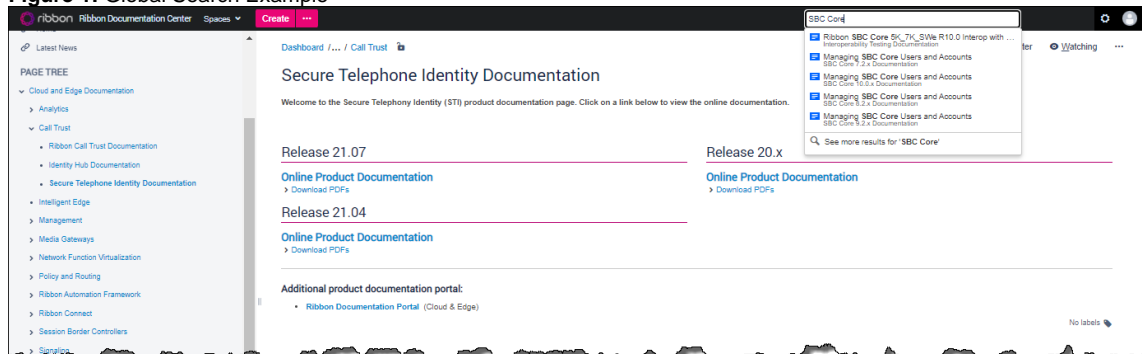 Figure 1: Global Search Example
ribbon Ribbon Documentation Center Spaces Create ··· SBC Core
Latest News
PAGE TREE
Cloud and Edge Documentation
Analytics
Call Trust
Ribbon Call Trust Documentation
Identity Hub Documentation
Secure Telephone Identity Documentation
Intelligent Edge
Management
Media Gateways
Network Function Virtualization
Policy and Routing
Ribbon Automation Framework
Ribbon Connect
Session Border Controllers
Signaling
Dashboard /... / Call Trust
Watching ···
Secure Telephone Identity Documentation
Welcome to the Secure Telephony Identity (STI) product documentation page. Click on a link below to view the online documentation.
Release 21.07
Online Product Documentation
> Download PDFs
Release 21.04
Online Product Documentation
> Download PDFs
Release 20.x
Online Product Documentation
> Download PDFs
Additional product documentation portal:
• Ribbon Documentation Portal (Cloud & Edge)
No labels
Ribbon SBC Core 5K_7K_SWe R10.0 Interop with ...
Interoperability Testing Documentation
Managing SBC Core Users and Accounts
SBC Core 7.2.x Documentation
Managing SBC Core Users and Accounts
SBC Core 10.0.x Documentation
Managing SBC Core Users and Accounts
SBC Core 8.2.x Documentation
Managing SBC Core Users and Accounts
SBC Core 9.2.x Documentation
See more results for 'SBC Core'